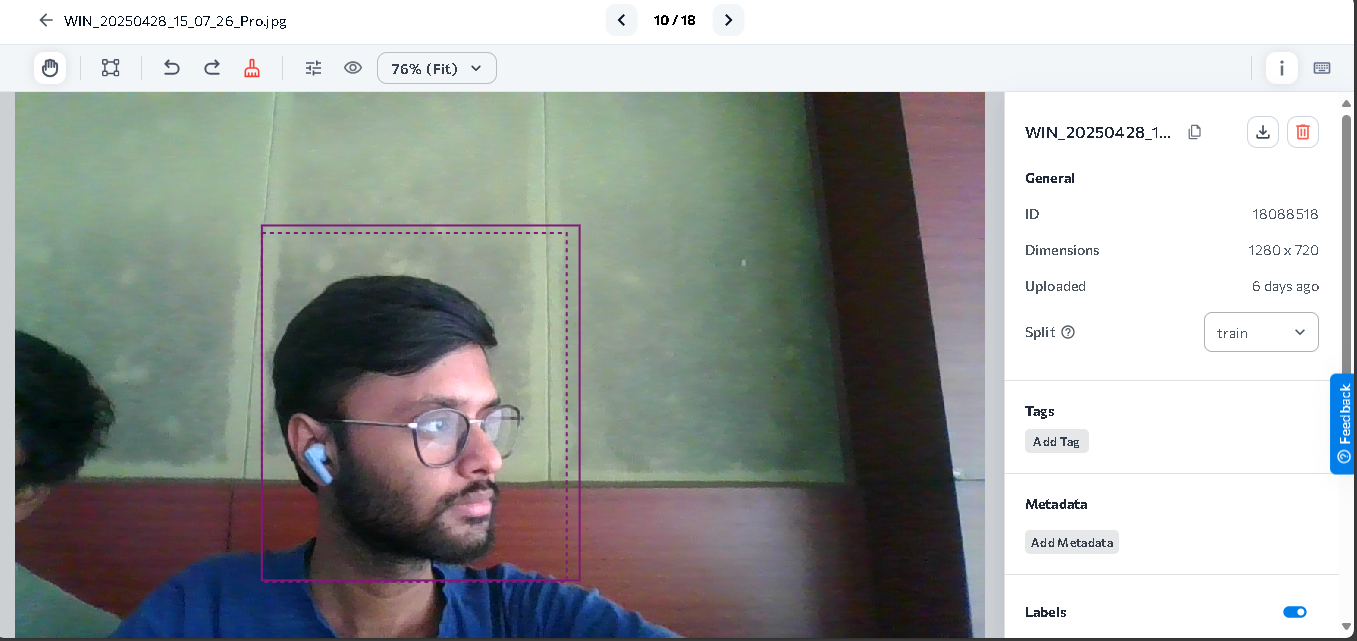 WIN_20250428_15_07_26_Pro.jpg
10 / 18
76% (Fit)
WIN_20250428_1...
General
ID 18088518
Dimensions 1280 x 720
Uploaded 6 days ago
Split train
Tags
Add Tag
Metadata
Add Metadata
Labels
Feedback